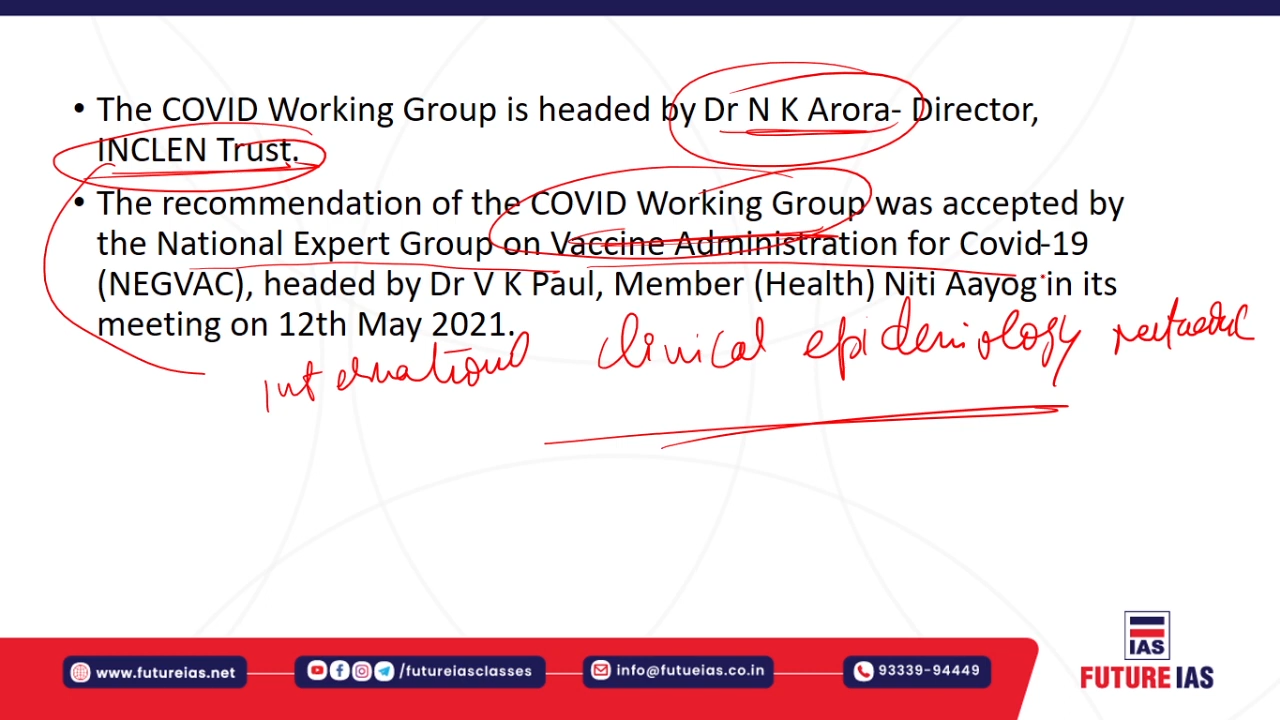 • The COVID Working Group is headed by Dr N K Arora- Director,
INCLEN Trust.
• The recommendation of the COVID Working Group was accepted by
the National Expert Group on Vaccine Administration for Covid-19
(NEGVAC), headed by Dr V K Paul, Member (Health) Niti Aayog in its
meeting on 12th May 2021.
international clinical epidemiology
IAS
FUTURE IAS
www.futureias.net
/futureiasclasses
info@futueias.co.in
93339-94449